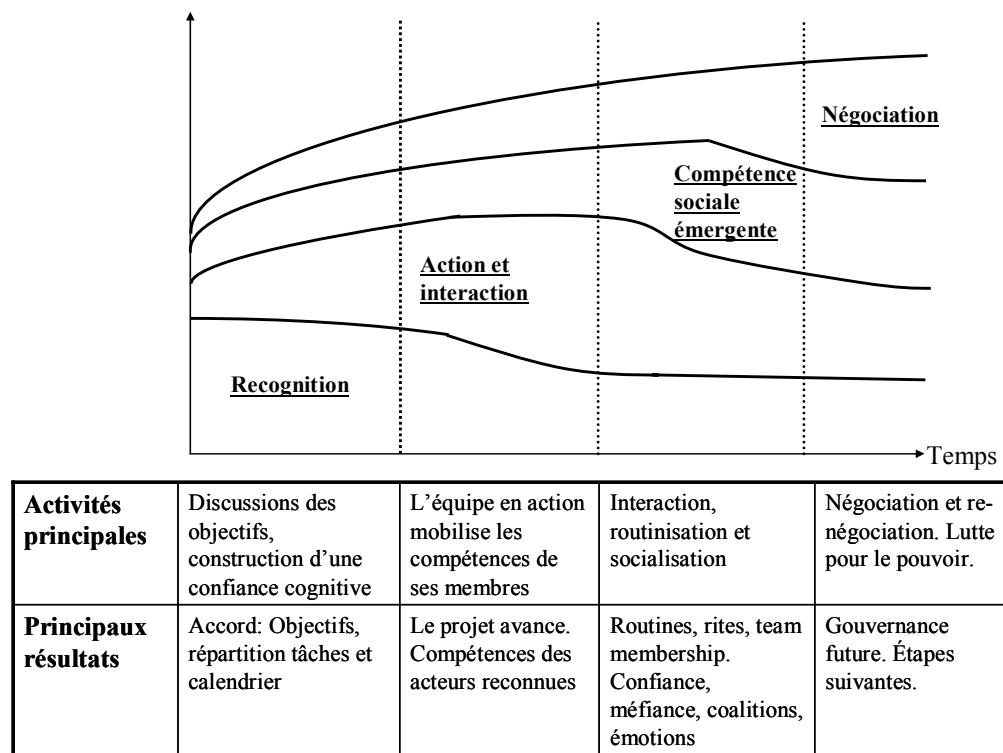 Négociation
Compétence
sociale
émergente
Action et
interaction
Recognition
Temps
Activités
principales
Discussions des
objectifs,
construction d’une
confiance cognitive
L’équipe en action
mobilise les
compétences de
ses membres
Interaction,
routinisation et
socialisation
Négociation et re-
négociation. Lutte
pour le pouvoir.
Principaux
résultats
Accord: Objectifs,
répartition tâches et
calendrier
Le projet avance.
Compétences des
acteurs reconnues
Routines, rites, team
membership.
Confiance,
méfiance, coalitions,
émotions
Gouvernance
future. Étapes
suivantes.